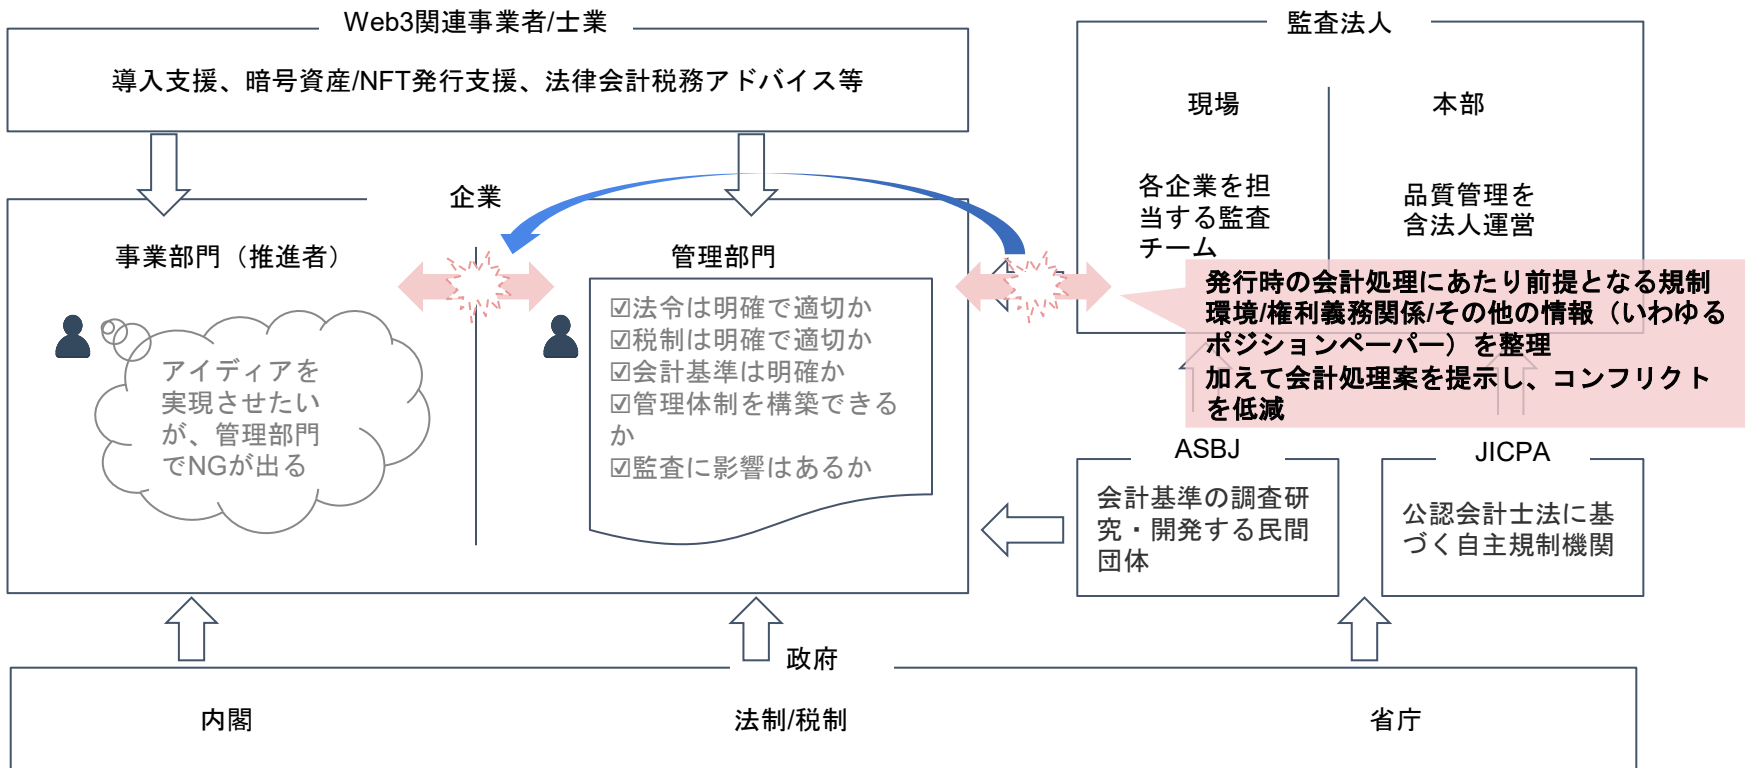 Web3関連事業者/士業
導入支援、暗号資産/NFT発行支援、法律会計税務アドバイス等
監査法人
現場
本部
各企業を担
当する監査
チーム
品質管理を
含法人運営
企業
事業部門（推進者）
アイディアを
実現させたい
が、管理部門
でNGが出る
管理部門
☑法令は明確で適切か
☑税制は明確で適切か
☑会計基準は明確か
☑管理体制を構築できる
か
☑監査に影響はあるか
発行時の会計処理にあたり前提となる規制
環境/権利義務関係/その他の情報（いわゆる
ポジションペーパー）を整理
加えて会計処理案を提示し、コンフリクト
を低減
ASBJ
会計基準の調査研
究・開発する民間
団体
JICPA
公認会計士法に基
づく自主規制機関
政府
内閣
法制/税制
省庁